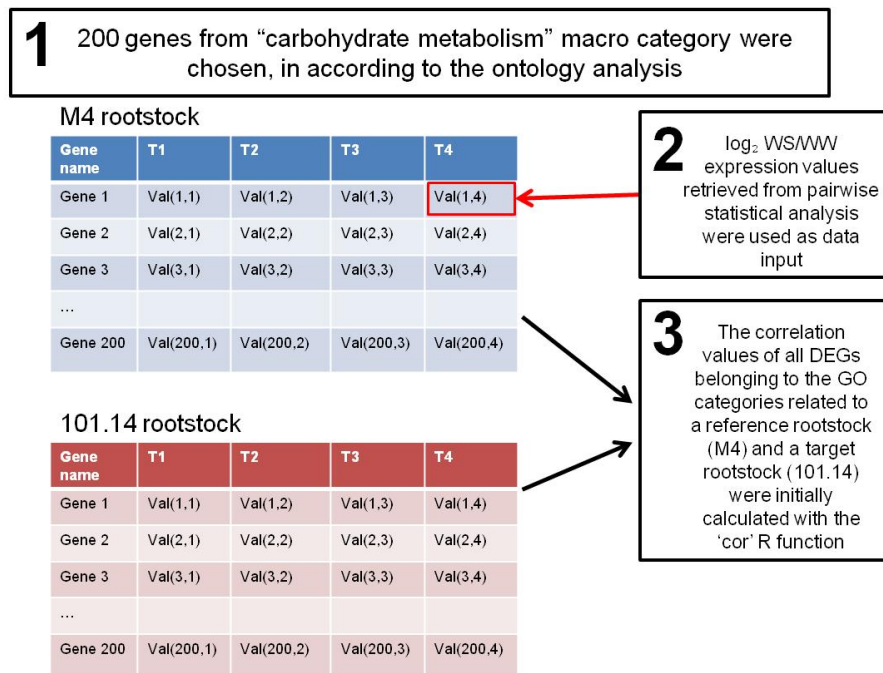 1
200 genes from “carbohydrate metabolism” macro category were
chosen, in according to the ontology analysis
M4 rootstock
Gene name T1 T2 T3 T4
Gene 1 Val(1,1) Val(1,2) Val(1,3) Val(1,4)
Gene 2 Val(2,1) Val(2,2) Val(2,3) Val(2,4)
Gene 3 Val(3,1) Val(3,2) Val(3,3) Val(3,4)
...
Gene 200 Val(200,1) Val(200,2) Val(200,3) Val(200,4)
2
log₂ WS/WW
expression values
retrieved from pairwise
statistical analysis
were used as data
input
3
The correlation
values of all DEGs
belonging to the GO
categories related to
a reference rootstock
(M4) and a target
rootstock (101.14)
were initially
calculated with the
‘cor’ R function
101.14 rootstock
Gene name T1 T2 T3 T4
Gene 1 Val(1,1) Val(1,2) Val(1,3) Val(1,4)
Gene 2 Val(2,1) Val(2,2) Val(2,3) Val(2,4)
Gene 3 Val(3,1) Val(3,2) Val(3,3) Val(3,4)
...
Gene 200 Val(200,1) Val(200,2) Val(200,3) Val(200,4)